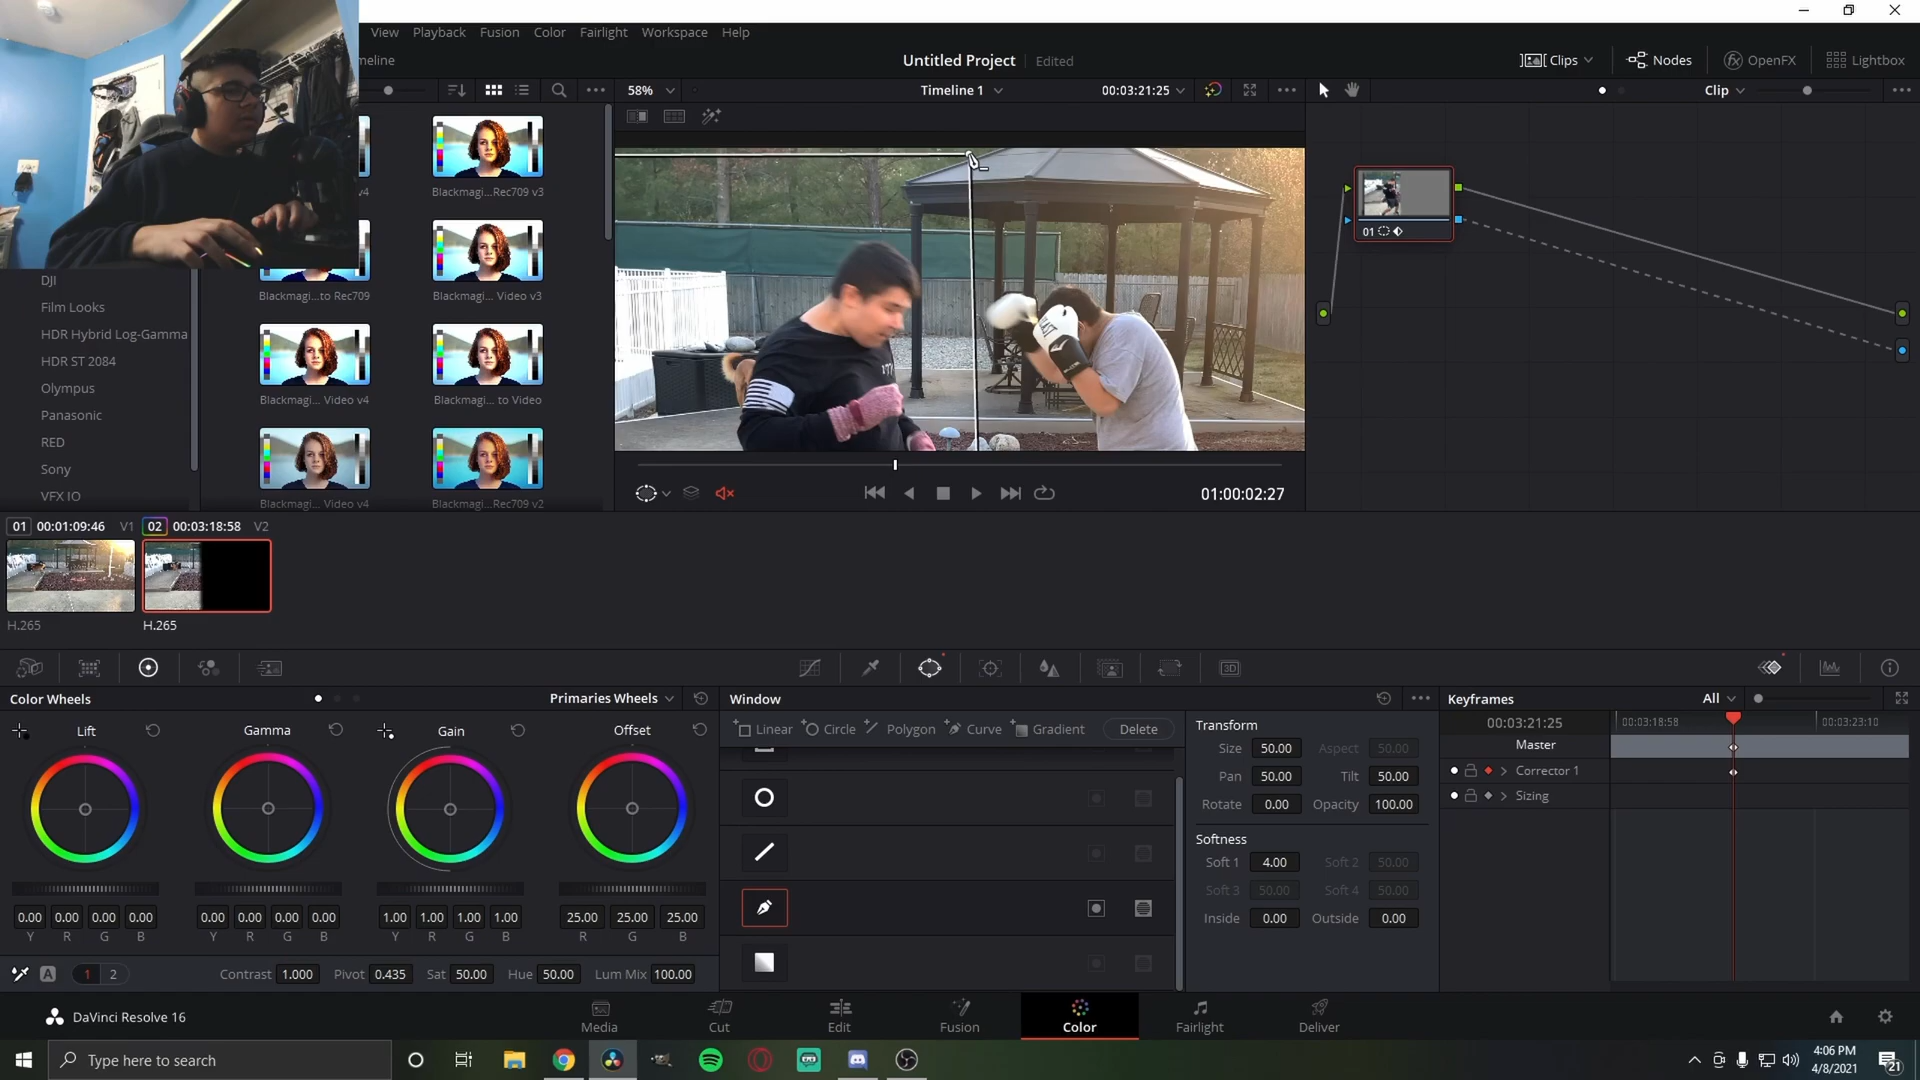 View Playback Fusion Color Fairlight Workspace Help
meline Untitled Project Edited Clips Nodes OpenFX Lightbox
58% Timeline 1 00:03:21:25 Clip
v4 Blackmagi...Rec709 v3
Blackmagi...to Rec709 Blackmagi... Video v3
Blackmagi... Video v4 Blackmagi... to Video
Blackmagi... Video v4 Blackmagi...Rec709 v2
DJI
Film Looks
HDR Hybrid Log-Gamma
HDR ST 2084
Olympus
Panasonic
RED
Sony
VFX IO
01
01:00:02:27
01 00:01:09:46 V1 02 00:03:18:58 V2
H.265 H.265
3D
Color Wheels Primaries Wheels Window Keyframes All
Lift Gamma Gain Offset
Linear Circle Polygon Curve Gradient Delete
Transform
Size 50.00 Aspect 50.00
Pan 50.00 Tilt 50.00
Rotate 0.00 Opacity 100.00
Softness
Soft 1 4.00 Soft 2 50.00
Soft 3 50.00 Soft 4 50.00
Inside 0.00 Outside 0.00
00:03:21:25 00:03:18:58 00:03:23:10
Master
Corrector 1
Sizing
0.00 0.00 0.00 0.00 0.00 0.00 0.00 0.00 1.00 1.00 1.00 1.00 25.00 25.00 25.00
Y R G B Y R G B Y R G B R G B
A 1 2 Contrast 1.000 Pivot 0.435 Sat 50.00 Hue 50.00 Lum Mix 100.00
DaVinci Resolve 16 Media Cut Edit Fusion Color Fairlight Deliver
Type here to search
4:06 PM
4/8/2021
21